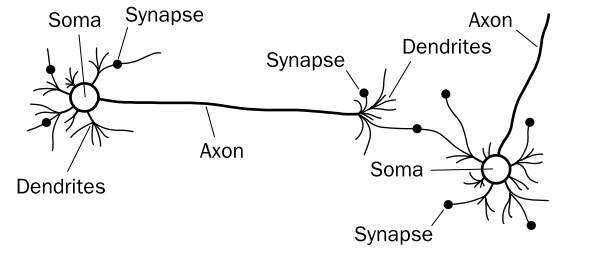 Soma
Synapse
Axon
Dendrites
Synapse
Dendrites
Axon
Soma
Synapse